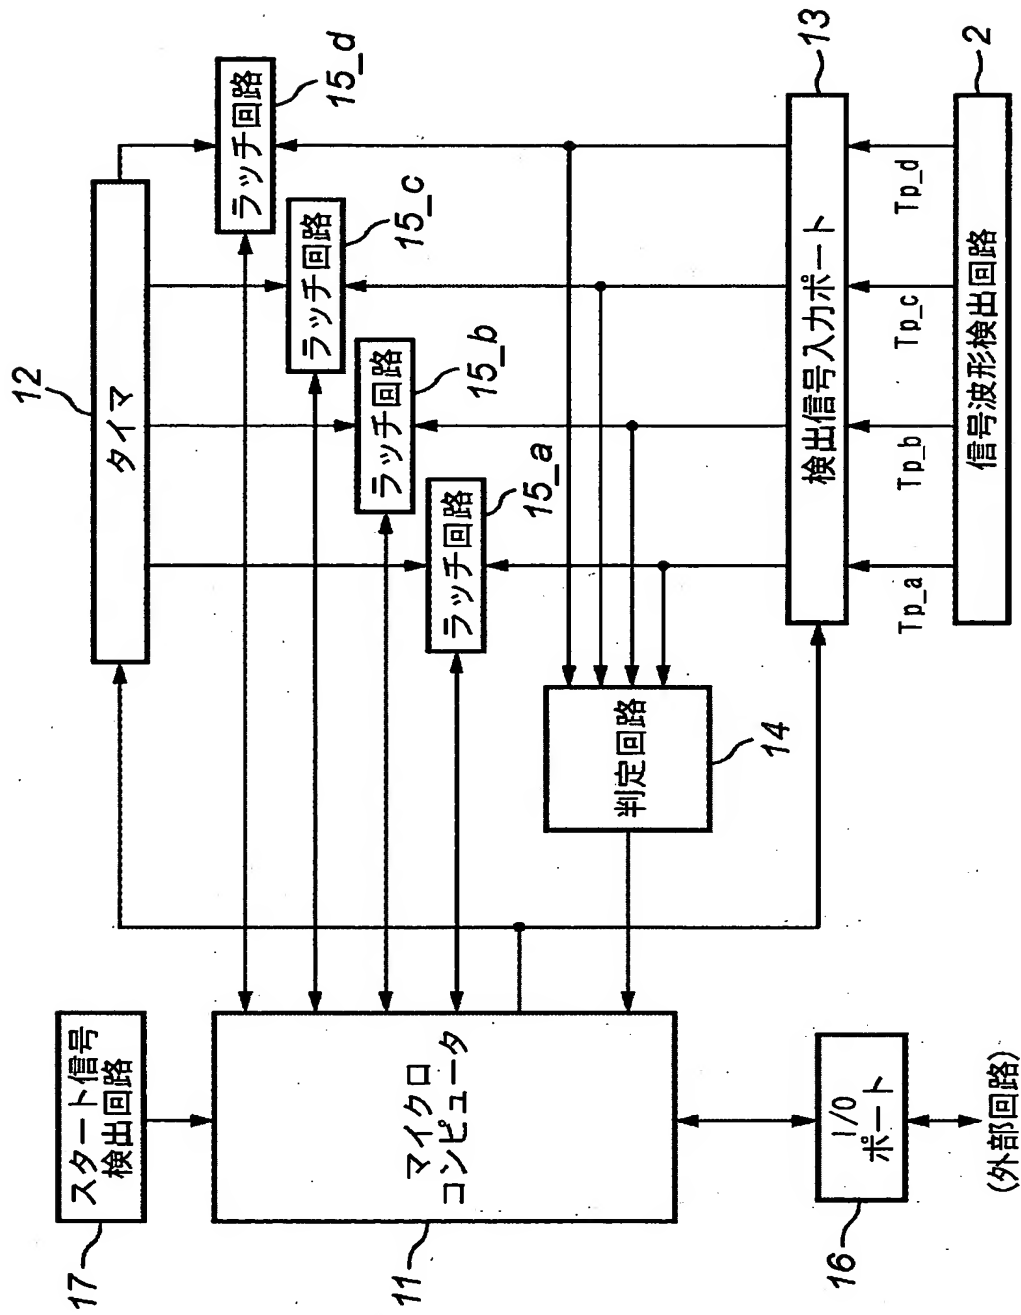 17
スタート信号
検出回路
11
マイクロ
コンピュータ
16
I/O
ポート
(外部回路)
12
タイマ
ラッチ回路
15_d
ラッチ回路
15_c
ラッチ回路
15_b
ラッチ回路
15_a
判定回路
14
検出信号入力ポート
13
Tp_a
Tp_b
Tp_c
Tp_d
信号波形検出回路
2